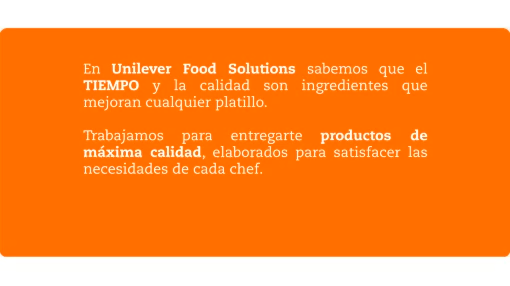 En Unilever Food Solutions sabemos que el
TIEMPO y la calidad son ingredientes que
mejoran cualquier platillo.
Trabajamos para entregarte productos de
máxima calidad, elaborados para satisfacer las
necesidades de cada chef.